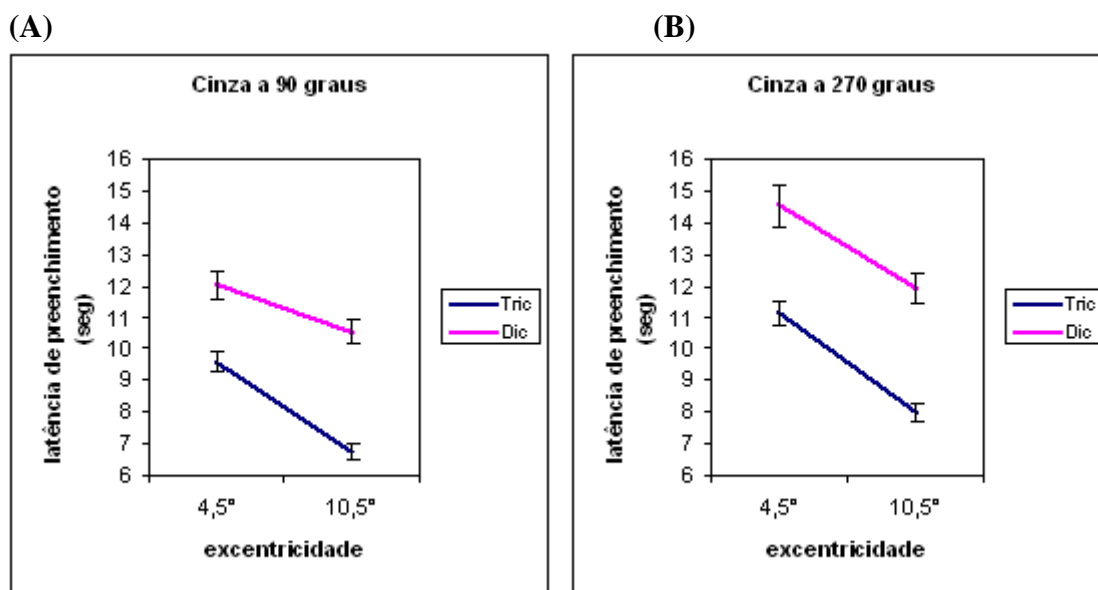 (A)
Cinza a 90 graus
latência de preenchimento
(seg)
16
15
14
13
12
11
10
9
8
7
6
4,5°
10,5°
excentricidade
Tric
Dic
(B)
Cinza a 270 graus
latência de preenchimento
(seg)
16
15
14
13
12
11
10
9
8
7
6
4,5°
10,5°
excentricidade
Tric
Dic